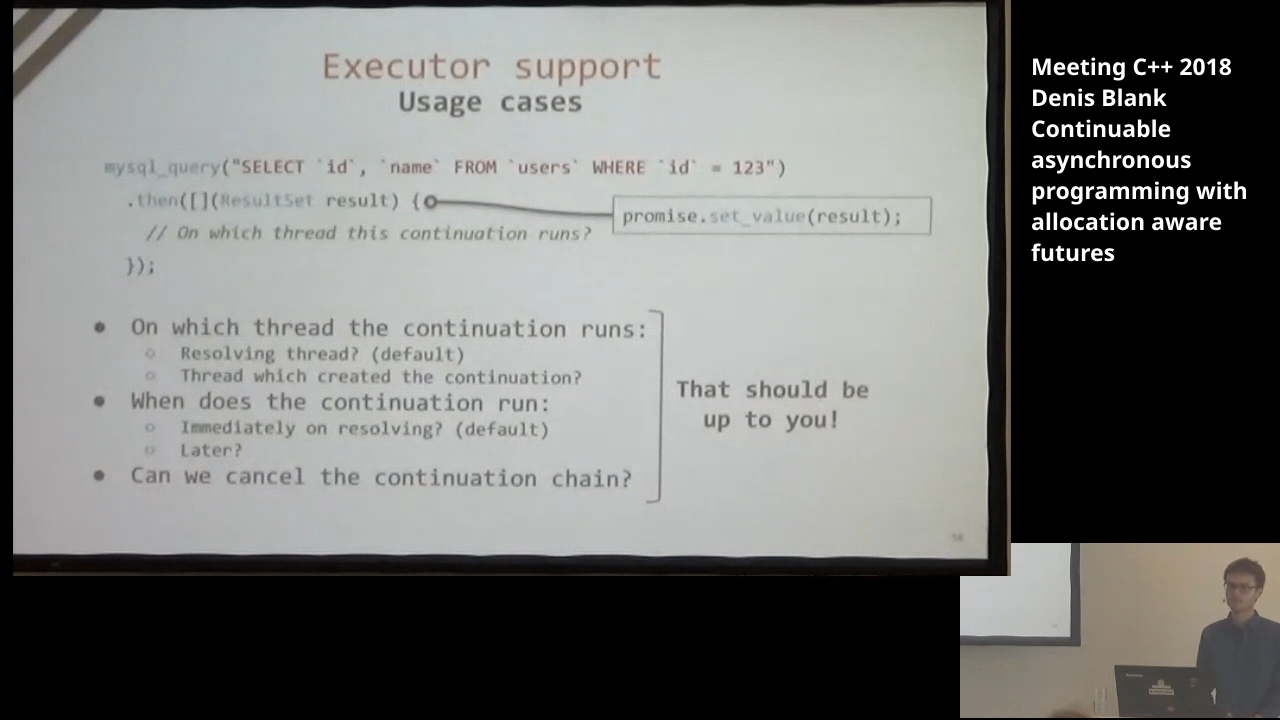 Executor support
Usage cases
mysql_query("SELECT `id`, `name` FROM `users` WHERE `id` = 123")
.then([](ResultSet result) {
promise.set_value(result);
// On which thread this continuation runs?
});
● On which thread the continuation runs:
○ Resolving thread? (default)
○ Thread which created the continuation?
● When does the continuation run:
○ Immediately on resolving? (default)
○ Later?
● Can we cancel the continuation chain?
That should be
up to you!
Meeting C++ 2018
Denis Blank
Continuable
asynchronous
programming with
allocation aware
futures